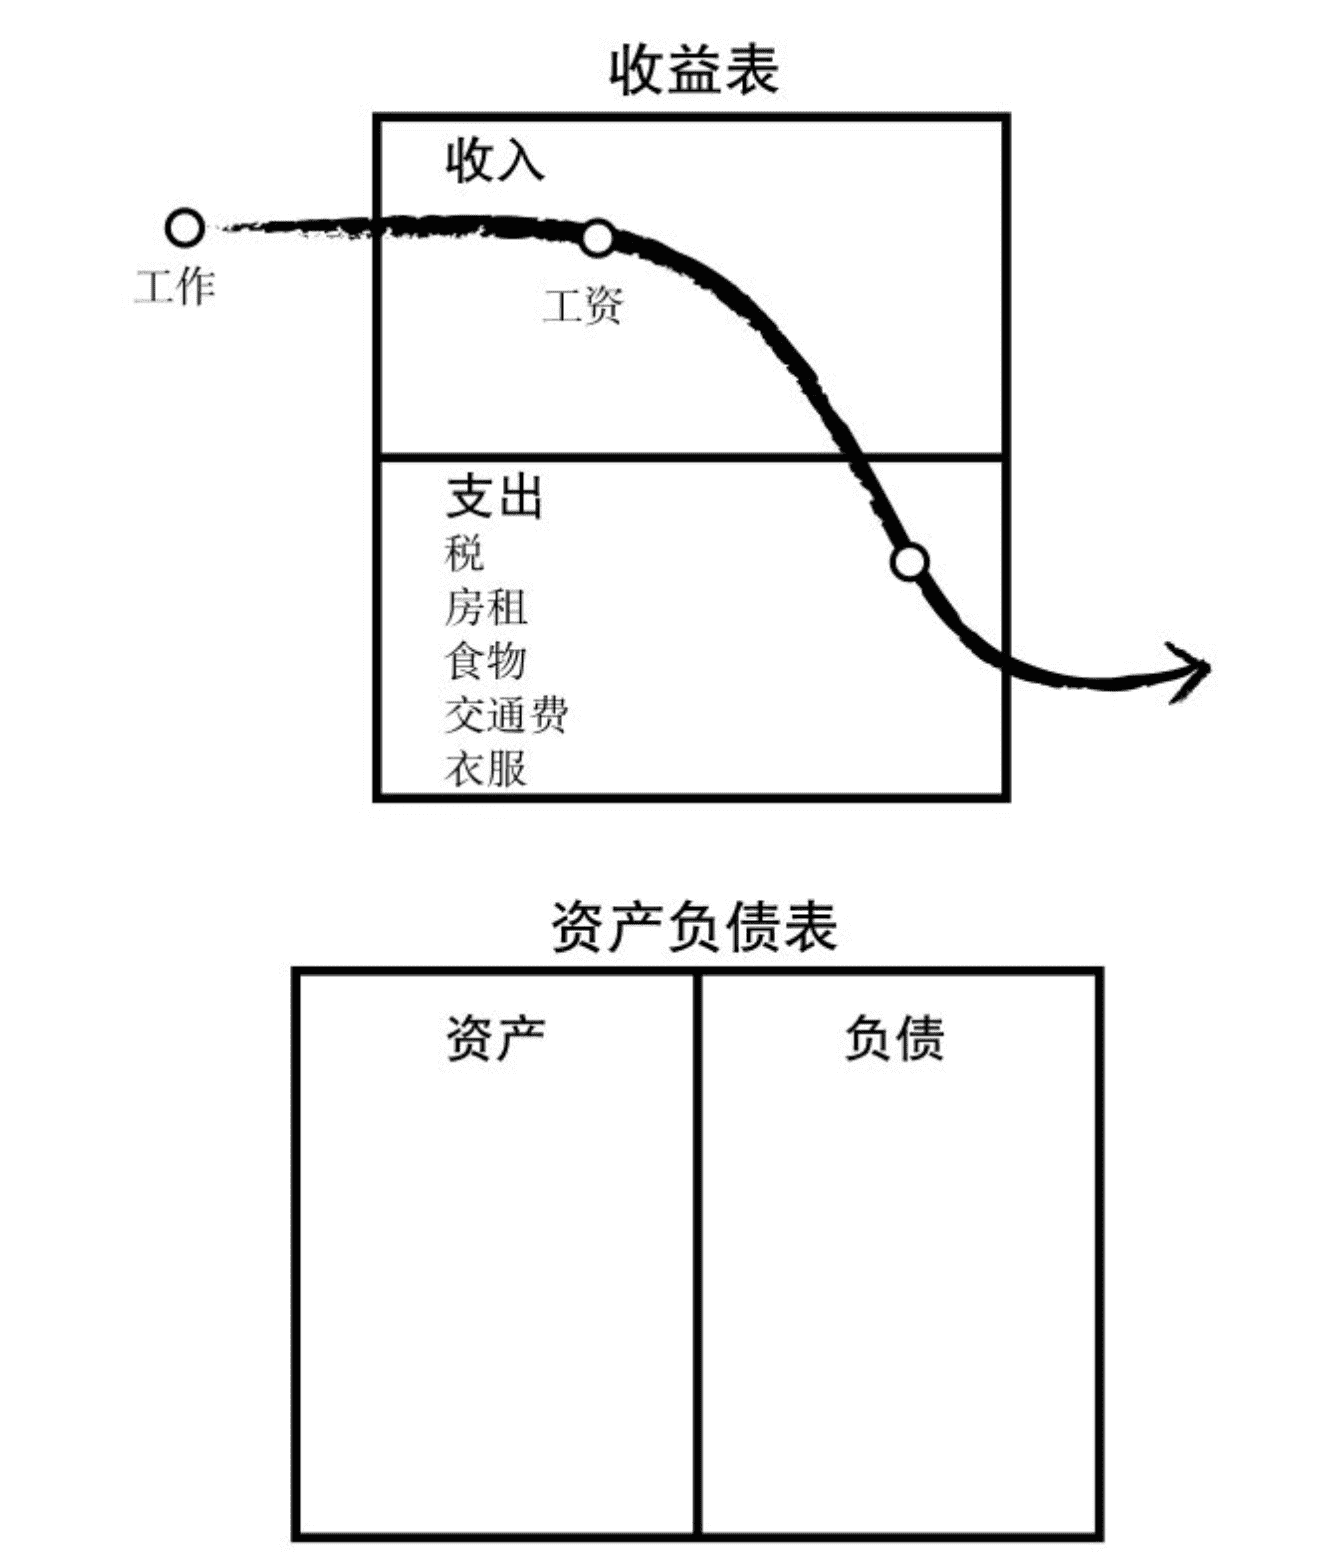 收益表
收入
工作
工资
支出
税
房租
食物
交通费
衣服
资产负债表
资产
负债